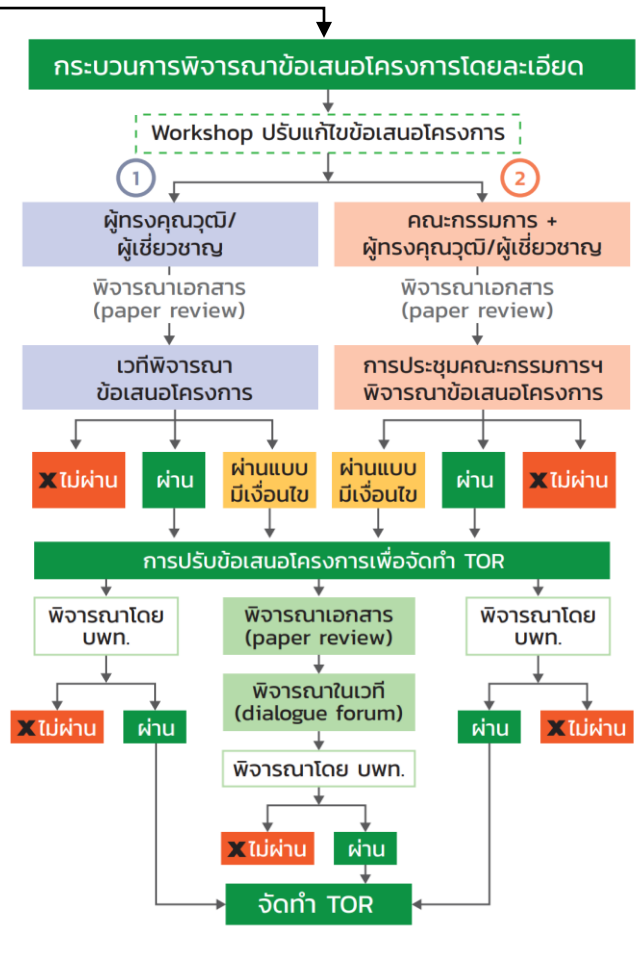 กระบวนการพิจารณาข้อเสนอโครงการโดยละเอียด
Workshop ปรับแก้ไขข้อเสนอโครงการ
1
2
ผู้ทรงคุณวุฒิ/
ผู้เชี่ยวชาญ
คณะกรรมการ +
ผู้ทรงคุณวุฒิ/ผู้เชี่ยวชาญ
พิจารณาเอกสาร
(paper review)
พิจารณาเอกสาร
(paper review)
เวทีพิจารณา
ข้อเสนอโครงการ
การประชุมคณะกรรมการฯ
พิจารณาข้อเสนอโครงการ
X ไม่ผ่าน
ผ่าน
ผ่านแบบ
มีเงื่อนไข
ผ่านแบบ
มีเงื่อนไข
ผ่าน
X ไม่ผ่าน
การปรับข้อเสนอโครงการเพื่อจัดทำ TOR
พิจารณาโดย
บพท.
พิจารณาเอกสาร
(paper review)
พิจารณาโดย
บพท.
พิจารณาในเวที
(dialogue forum)
X ไม่ผ่าน
ผ่าน
ผ่าน
X ไม่ผ่าน
พิจารณาโดย บพท.
X ไม่ผ่าน
ผ่าน
จัดทำ TOR